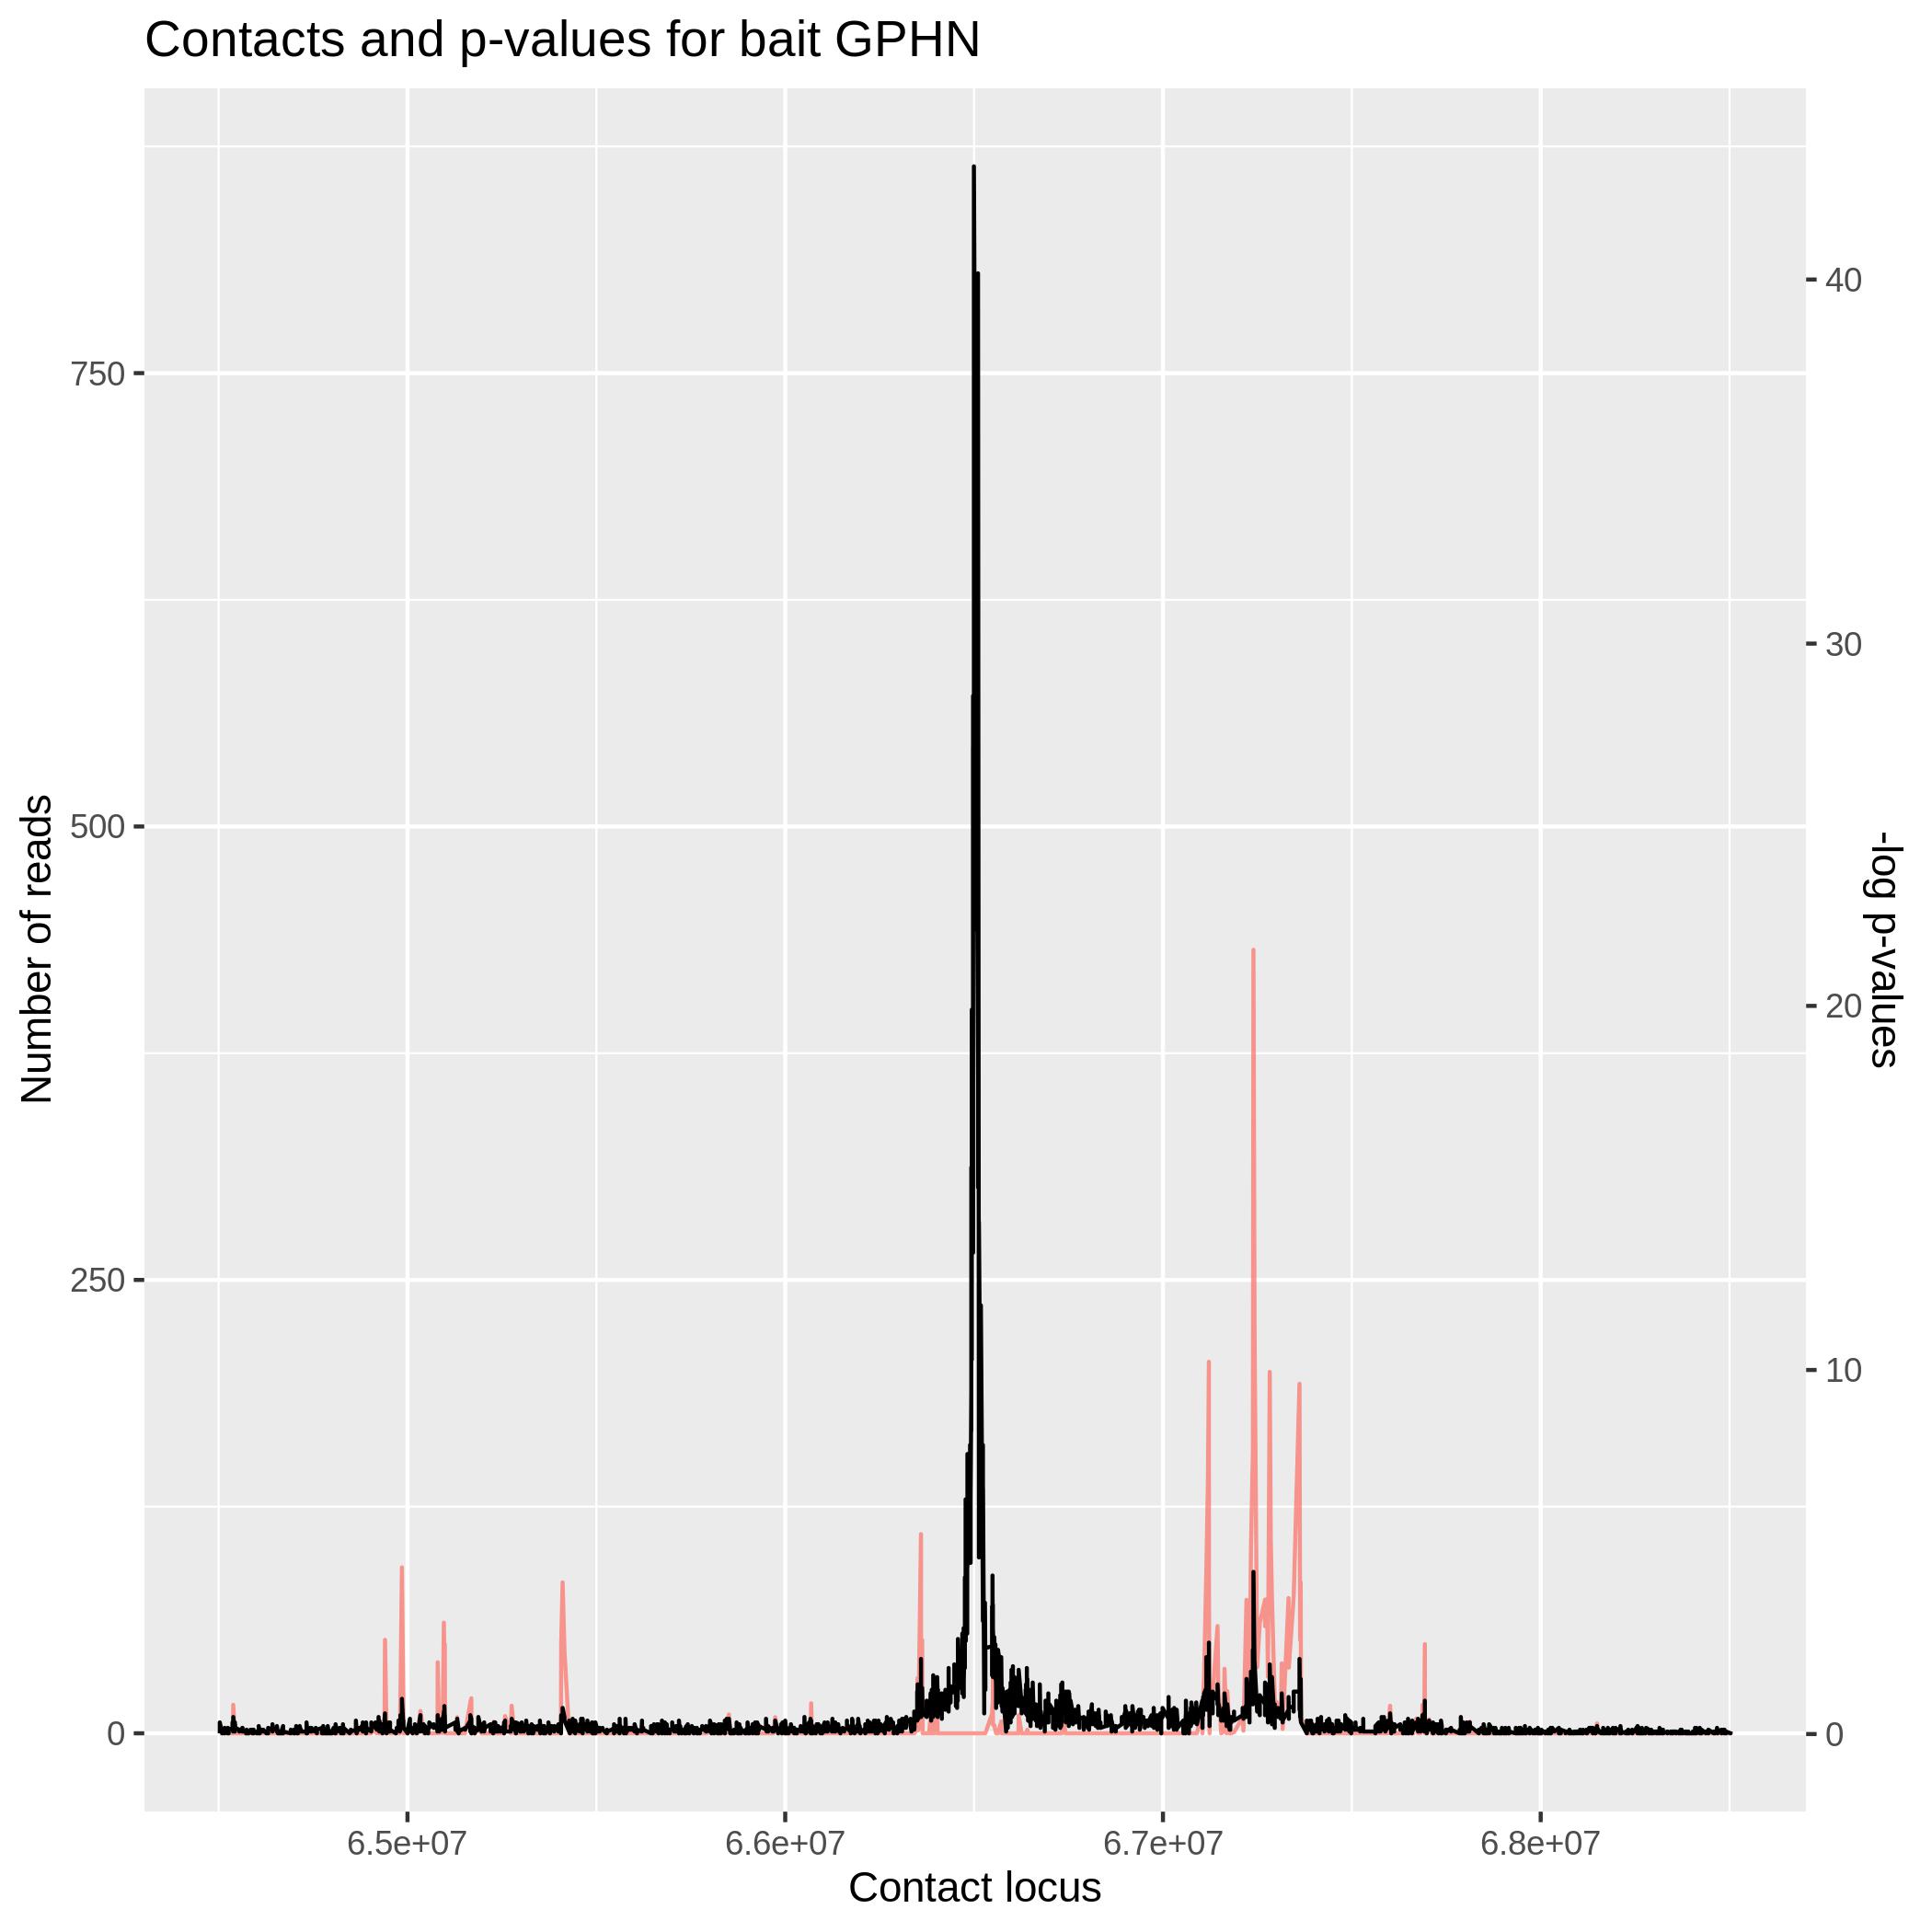 Contacts and p-values for bait GPHN
Number of reads
750
500
250
0
40
30
20
10
0
-log p-values
6.5e+07
6.6e+07
6.7e+07
6.8e+07
Contact locus